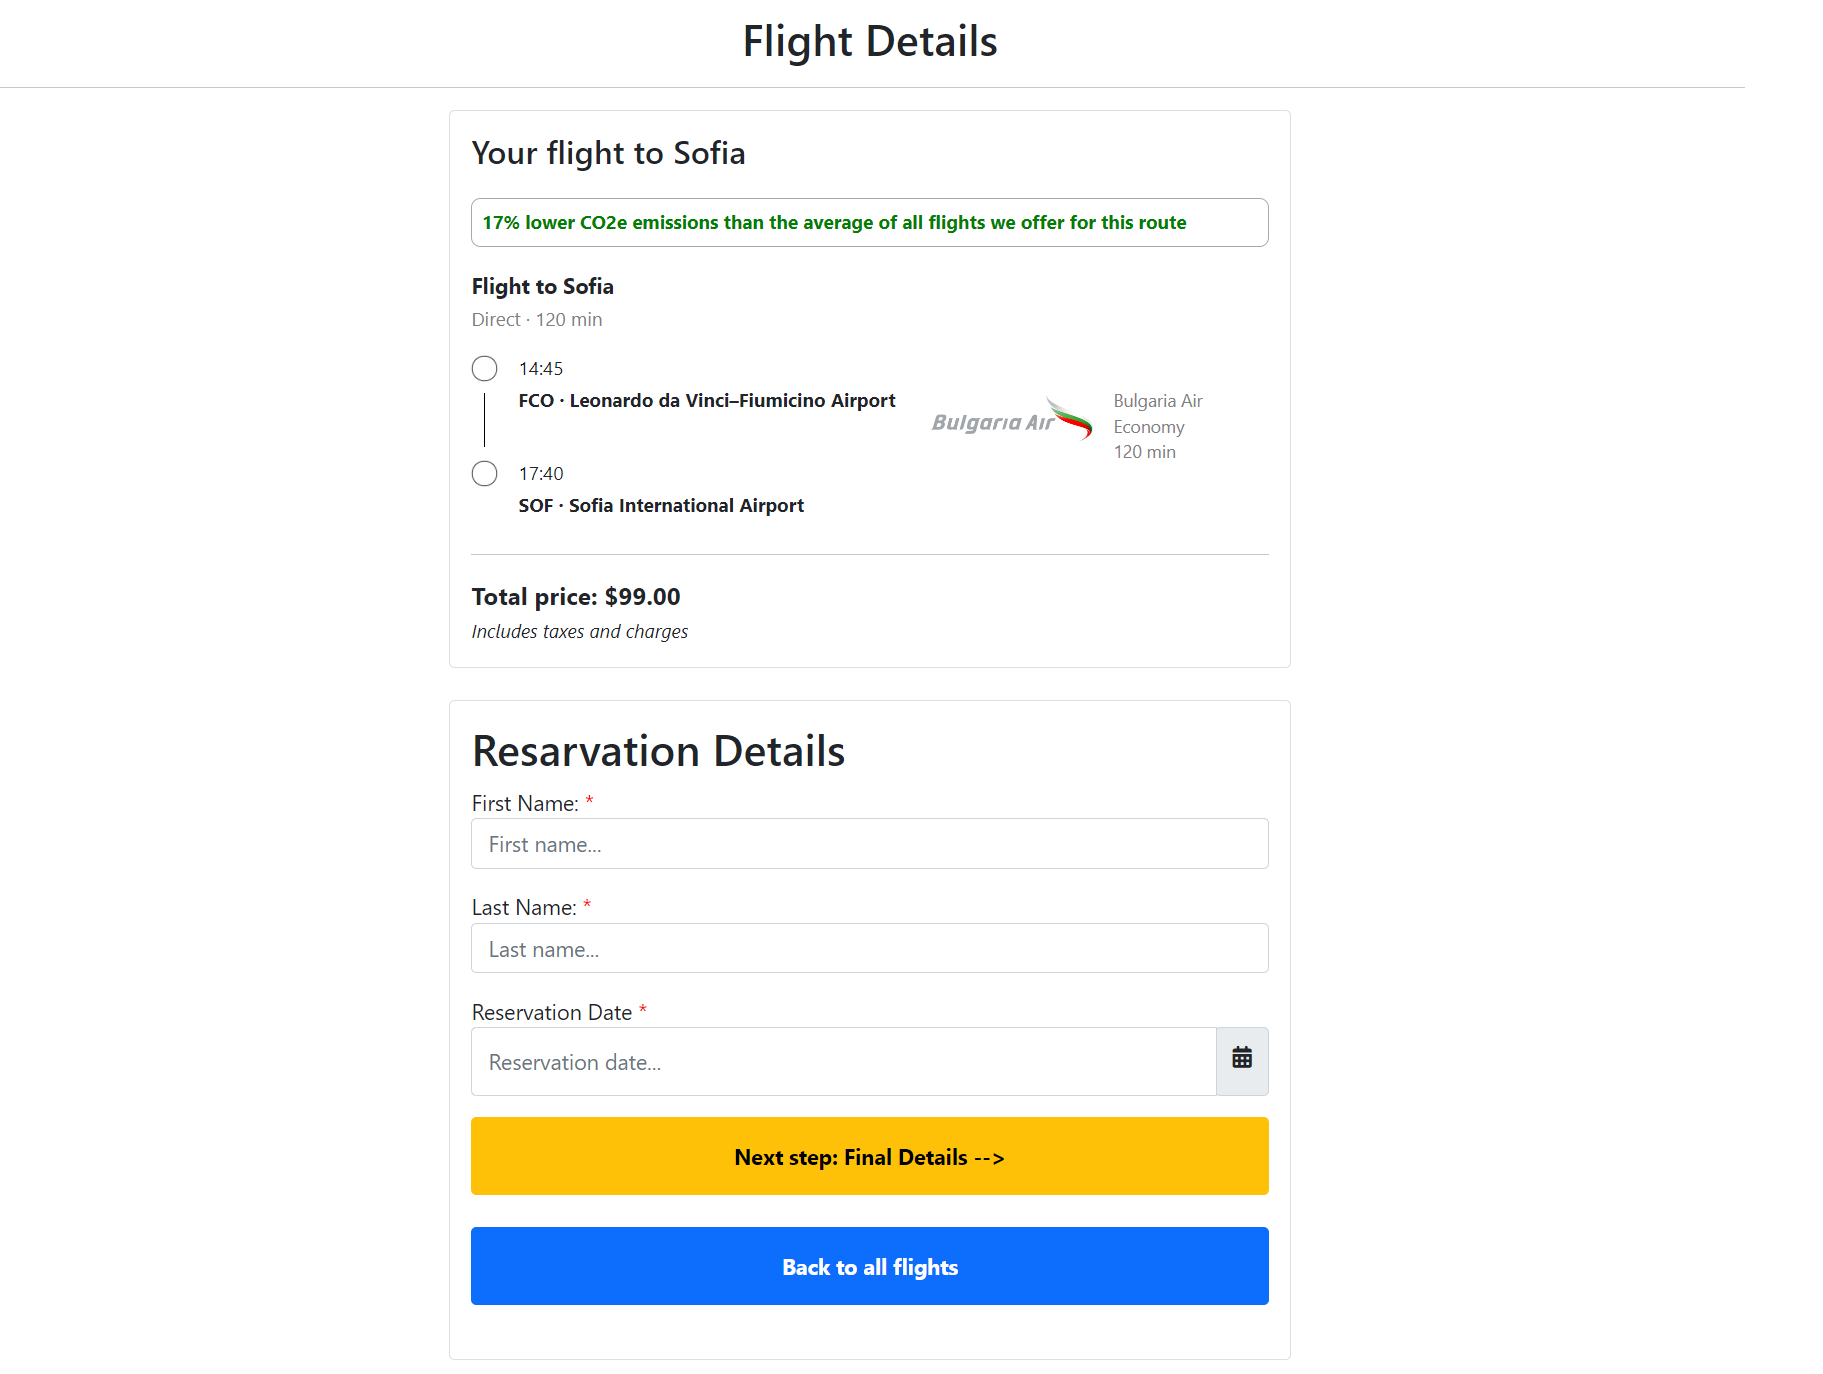 Flight Details
Your flight to Sofia
17% lower CO2e emissions than the average of all flights we offer for this route
Flight to Sofia
Direct · 120 min
14:45
FCO · Leonardo da Vinci–Fiumicino Airport
Bulgaria Air
Bulgaria Air
Economy
120 min
17:40
SOF · Sofia International Airport
Total price: $99.00
Includes taxes and charges
Resarvation Details
First Name: *
First name...
Last Name: *
Last name...
Reservation Date *
Reservation date...
Next step: Final Details -->
Back to all flights